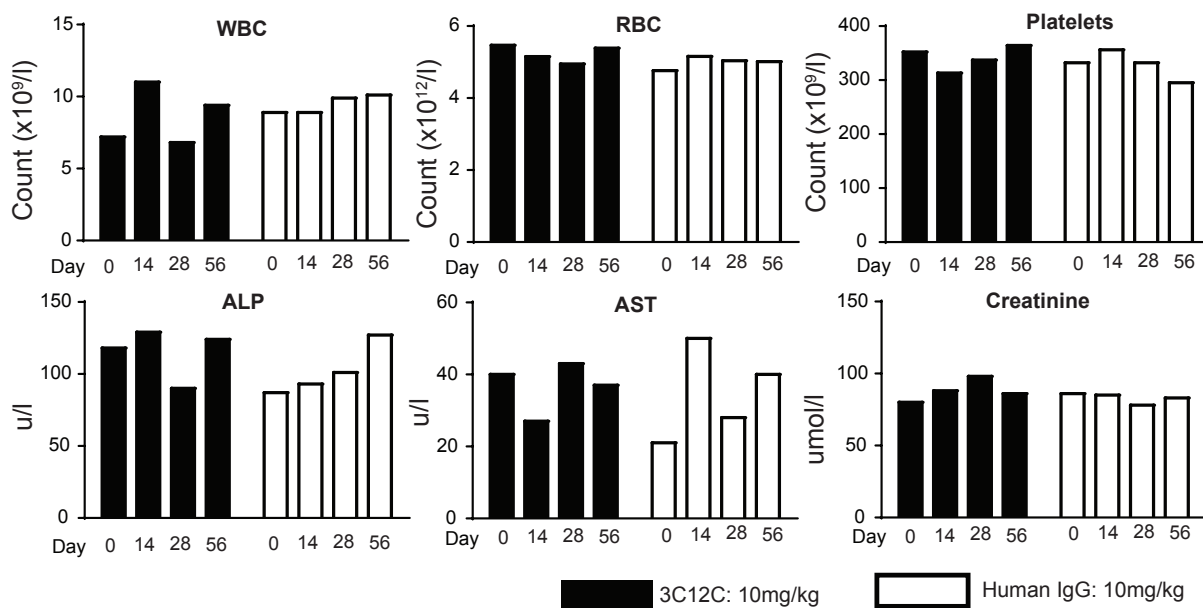 WBC
15
10
5
0
Count (x10⁹/l)
Day 0 14 28 56 0 14 28 56
RBC
6
4
2
0
Count (x10¹²/l)
0 14 28 56 0 14 28 56
Platelets
400
300
200
100
0
Count (x10⁹/l)
Day 0 14 28 56 0 14 28 56
ALP
150
100
50
0
u/l
Day 0 14 28 56 0 14 28 56
AST
60
40
20
0
u/l
Day 0 14 28 56 0 14 28 56
Creatinine
150
100
50
0
umol/l
Day 0 14 28 56 0 14 28 56
3C12C: 10mg/kg
Human IgG: 10mg/kg